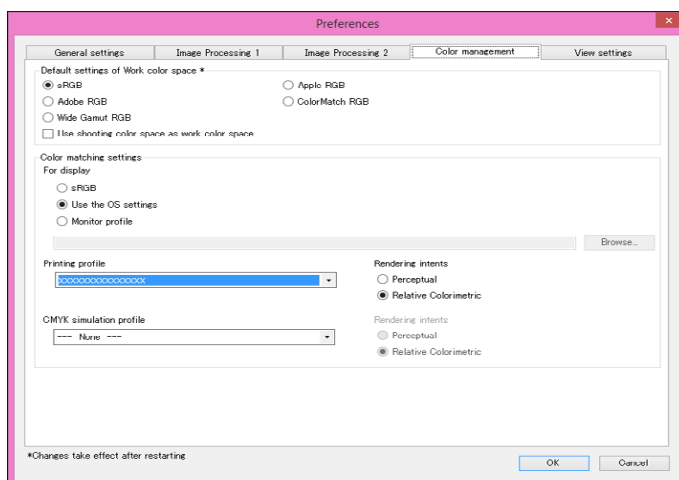 Preferences
General settings Image Processing 1 Image Processing 2 Color management View settings
Default settings of Work color space *
sRGB Apple RGB
Adobe RGB ColorMatch RGB
Wide Gamut RGB
Use shooting color space as work color space
Color matching settings
For display
sRGB
Use the OS settings
Monitor profile
Browse...
Printing profile Rendering intents
XXXXXXXXXXXXXXX Perceptual
Relative Colorimetric
CMYK simulation profile Rendering intents
--- None --- Perceptual
Relative Colorimetric
*Changes take effect after restarting
OK Cancel